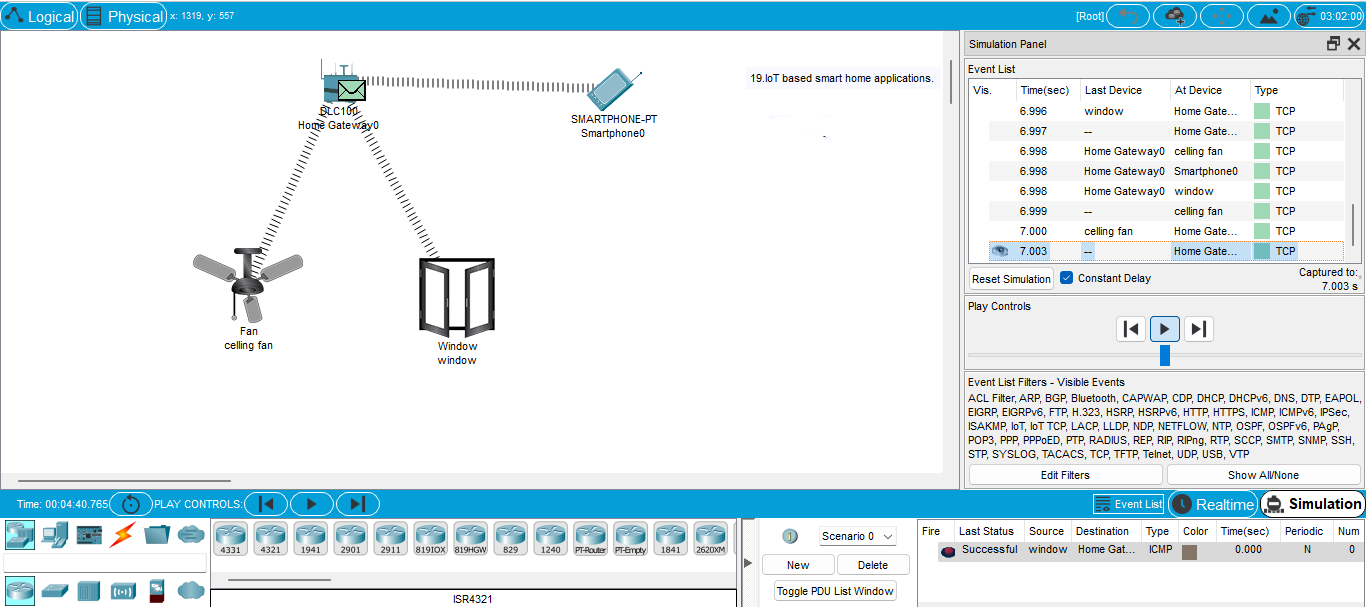 Logical Physical x: 1319, y: 557 [Root] 03:02:00
19.IoT based smart home applications.
DLC100
Home Gateway0
SMARTPHONE-PT
Smartphone0
Fan
celling fan
Window
window
Simulation Panel
Event List
Vis. Time(sec) Last Device At Device Type
6.996 window Home Gate... TCP
6.997 -- Home Gate... TCP
6.998 Home Gateway0 celling fan TCP
6.998 Home Gateway0 Smartphone0 TCP
6.998 Home Gateway0 window TCP
6.999 -- celling fan TCP
7.000 celling fan Home Gate... TCP
7.003 -- Home Gate... TCP
Reset Simulation Constant Delay Captured to:
7.003 s
Play Controls
Event List Filters - Visible Events
ACL Filter, ARP, BGP, Bluetooth, CAPWAP, CDP, DHCP, DHCPv6, DNS, DTP, EAPOL,
EIGRP, EIGRPv6, FTP, H.323, HSRP, HSRPv6, HTTP, HTTPS, ICMP, ICMPv6, IPSec,
ISAKMP, IoT, IoT TCP, LACP, LLDP, NDP, NETFLOW, NTP, OSPF, OSPFv6, PAgP,
POP3, PPP, PPPoED, PTP, RADIUS, REP, RIP, RIPng, RTP, SCCP, SMTP, SNMP, SSH,
STP, SYSLOG, TACACS, TCP, TFTP, Telnet, UDP, USB, VTP
Edit Filters Show All/None
Time: 00:04:40.765 PLAY CONTROLS: Event List Realtime Simulation
4331 4321 1941 2901 2911 819IOX 819HGW 829 1240 PT-Router PT-Empty 1841 2620XM
ISR4321
Scenario 0
New Delete
Toggle PDU List Window
Fire Last Status Source Destination Type Color Time(sec) Periodic Num
Successful window Home Gat... ICMP 0.000 N 0